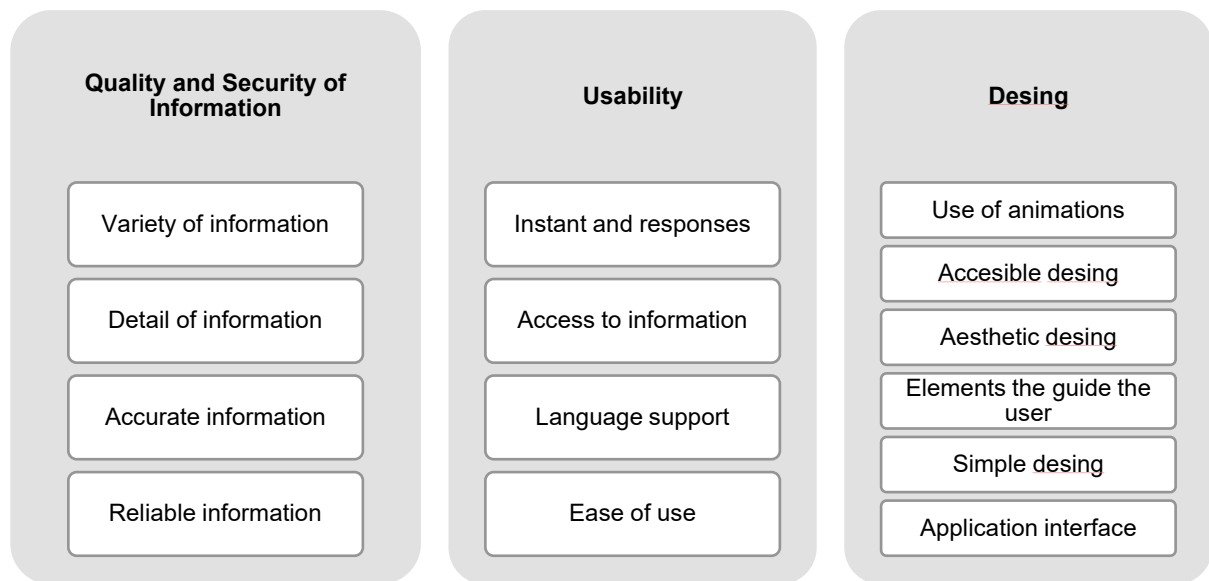 Quality and Security of
Information
Variety of information
Detail of information
Accurate information
Reliable information
Usability
Instant and responses
Access to information
Language support
Ease of use
Desing
Use of animations
Accesible desing
Aesthetic desing
Elements the guide the
user
Simple desing
Application interface